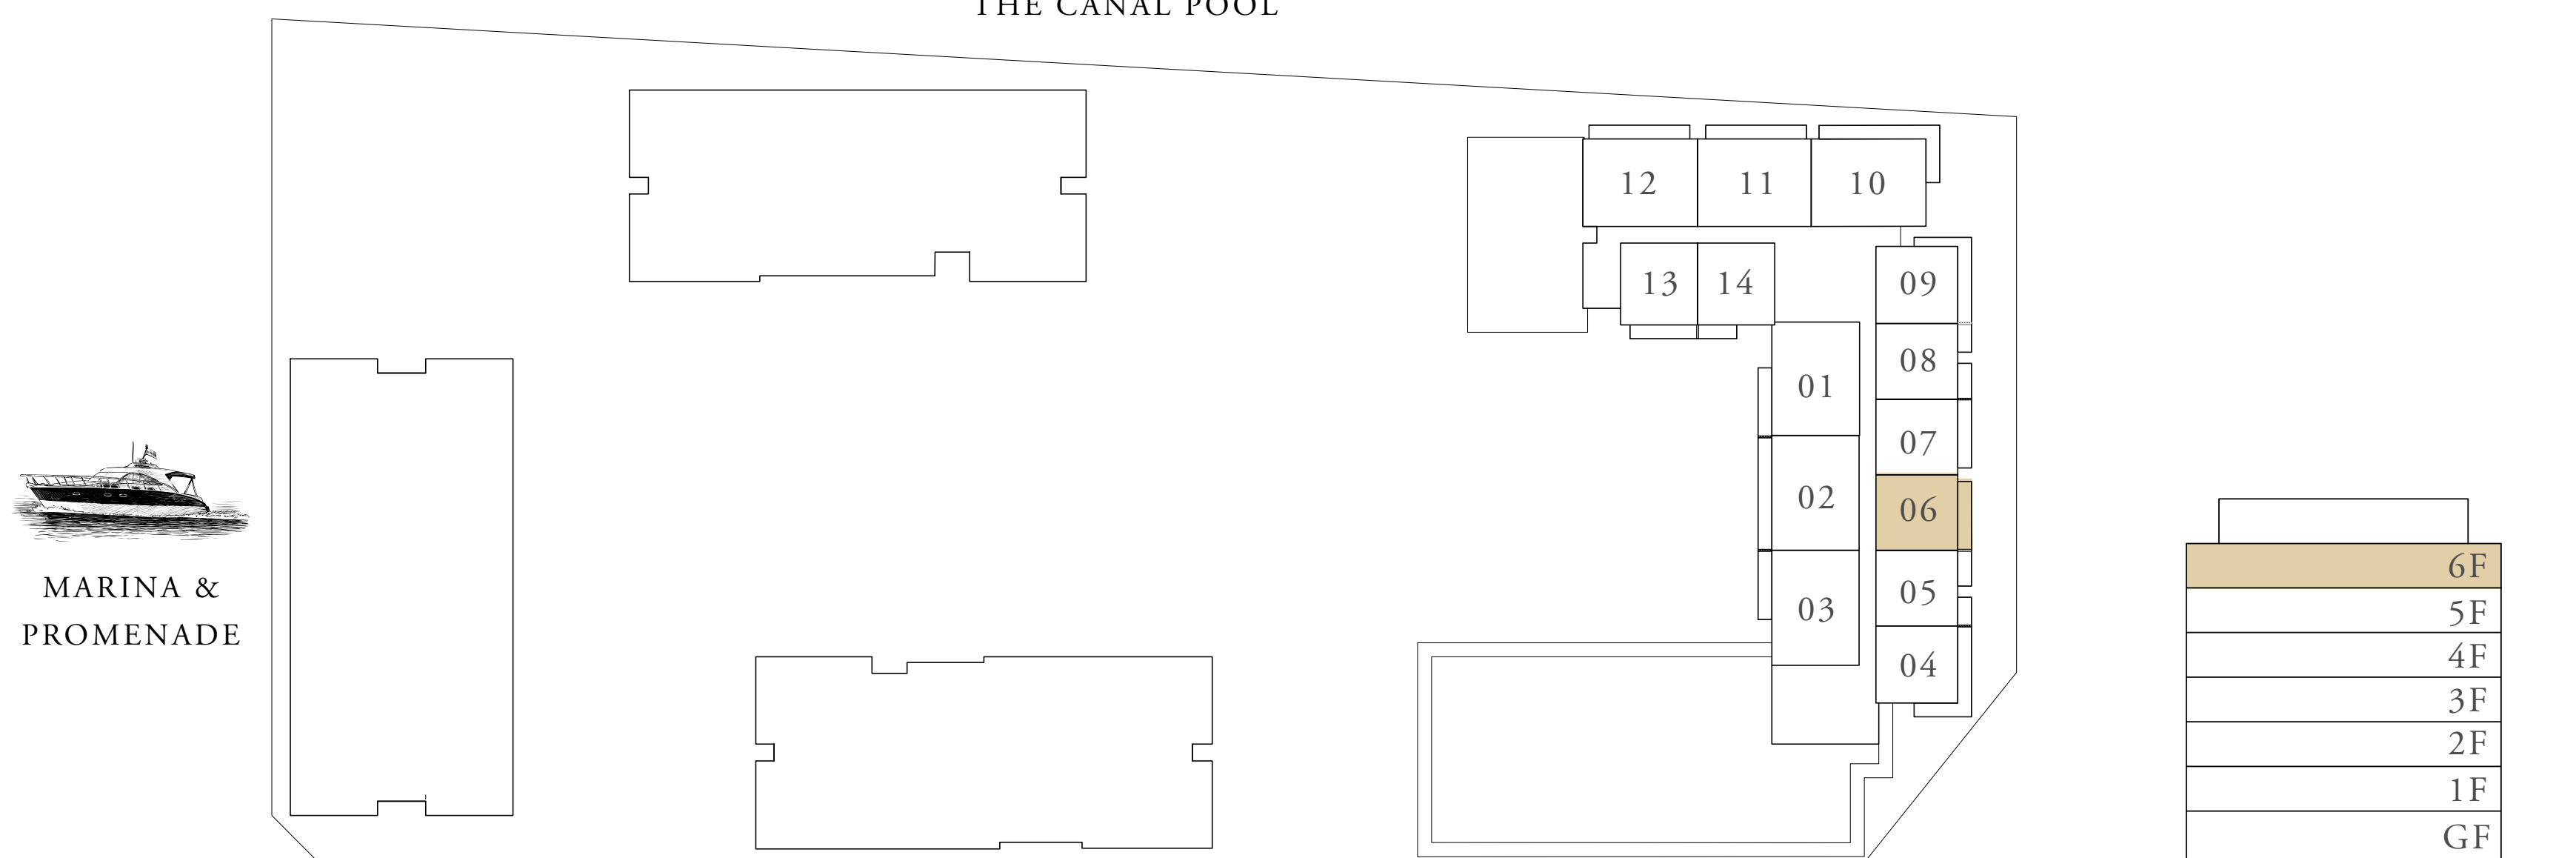 THE CANAL POOL
12
11
10
13
14
09
08
01
07
02
06
05
03
04
MARINA &
PROMENADE
6F
5F
4F
3F
2F
1F
GF